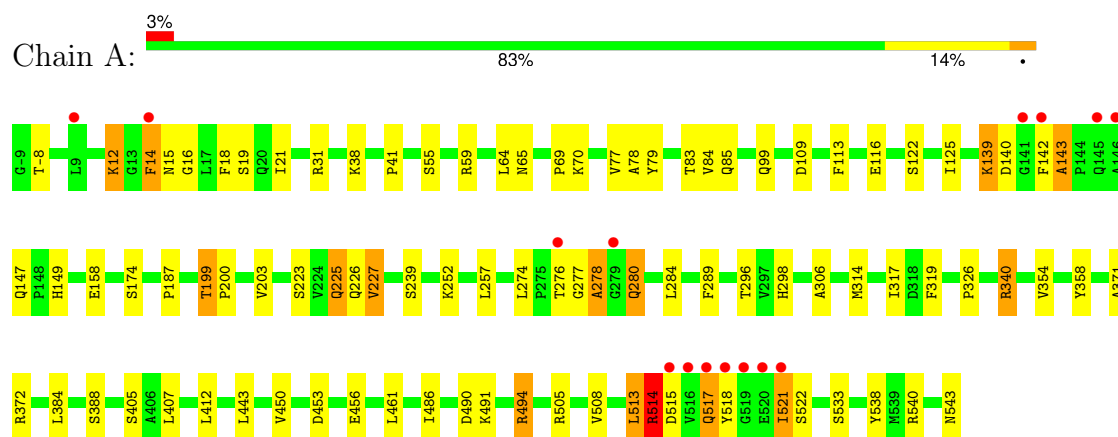 3%
Chain A:
83% 14% •
G-9 T-8 L9 K12 G13 F14 N15 G16 L17 F18 S19 Q20 I21 R31 K38 P41 S55 R59 L64 N65 P69 K70 V77 A78 Y79 T83 V84 Q85 Q99 D109 F113 E116 S122 I125 K139 D140 G141 F142 A143 P144 Q145 A146
Q147 P148 H149 E158 S174 P187 T199 P200 V203 S223 V224 Q225 Q226 V227 S239 K252 L257 L274 P275 T276 G277 A278 G279 Q280 L284 F289 T296 V297 H298 A306 M314 I317 D318 F319 P326 R340 V354 Y358 A371
R372 L384 S388 S405 A406 L407 L412 L443 V450 D453 E456 L461 I486 D490 K491 R494 R505 V508 L513 R514 D515 V516 Q517 Y518 G519 E520 I521 S522 S533 Y538 M539 R540 N543